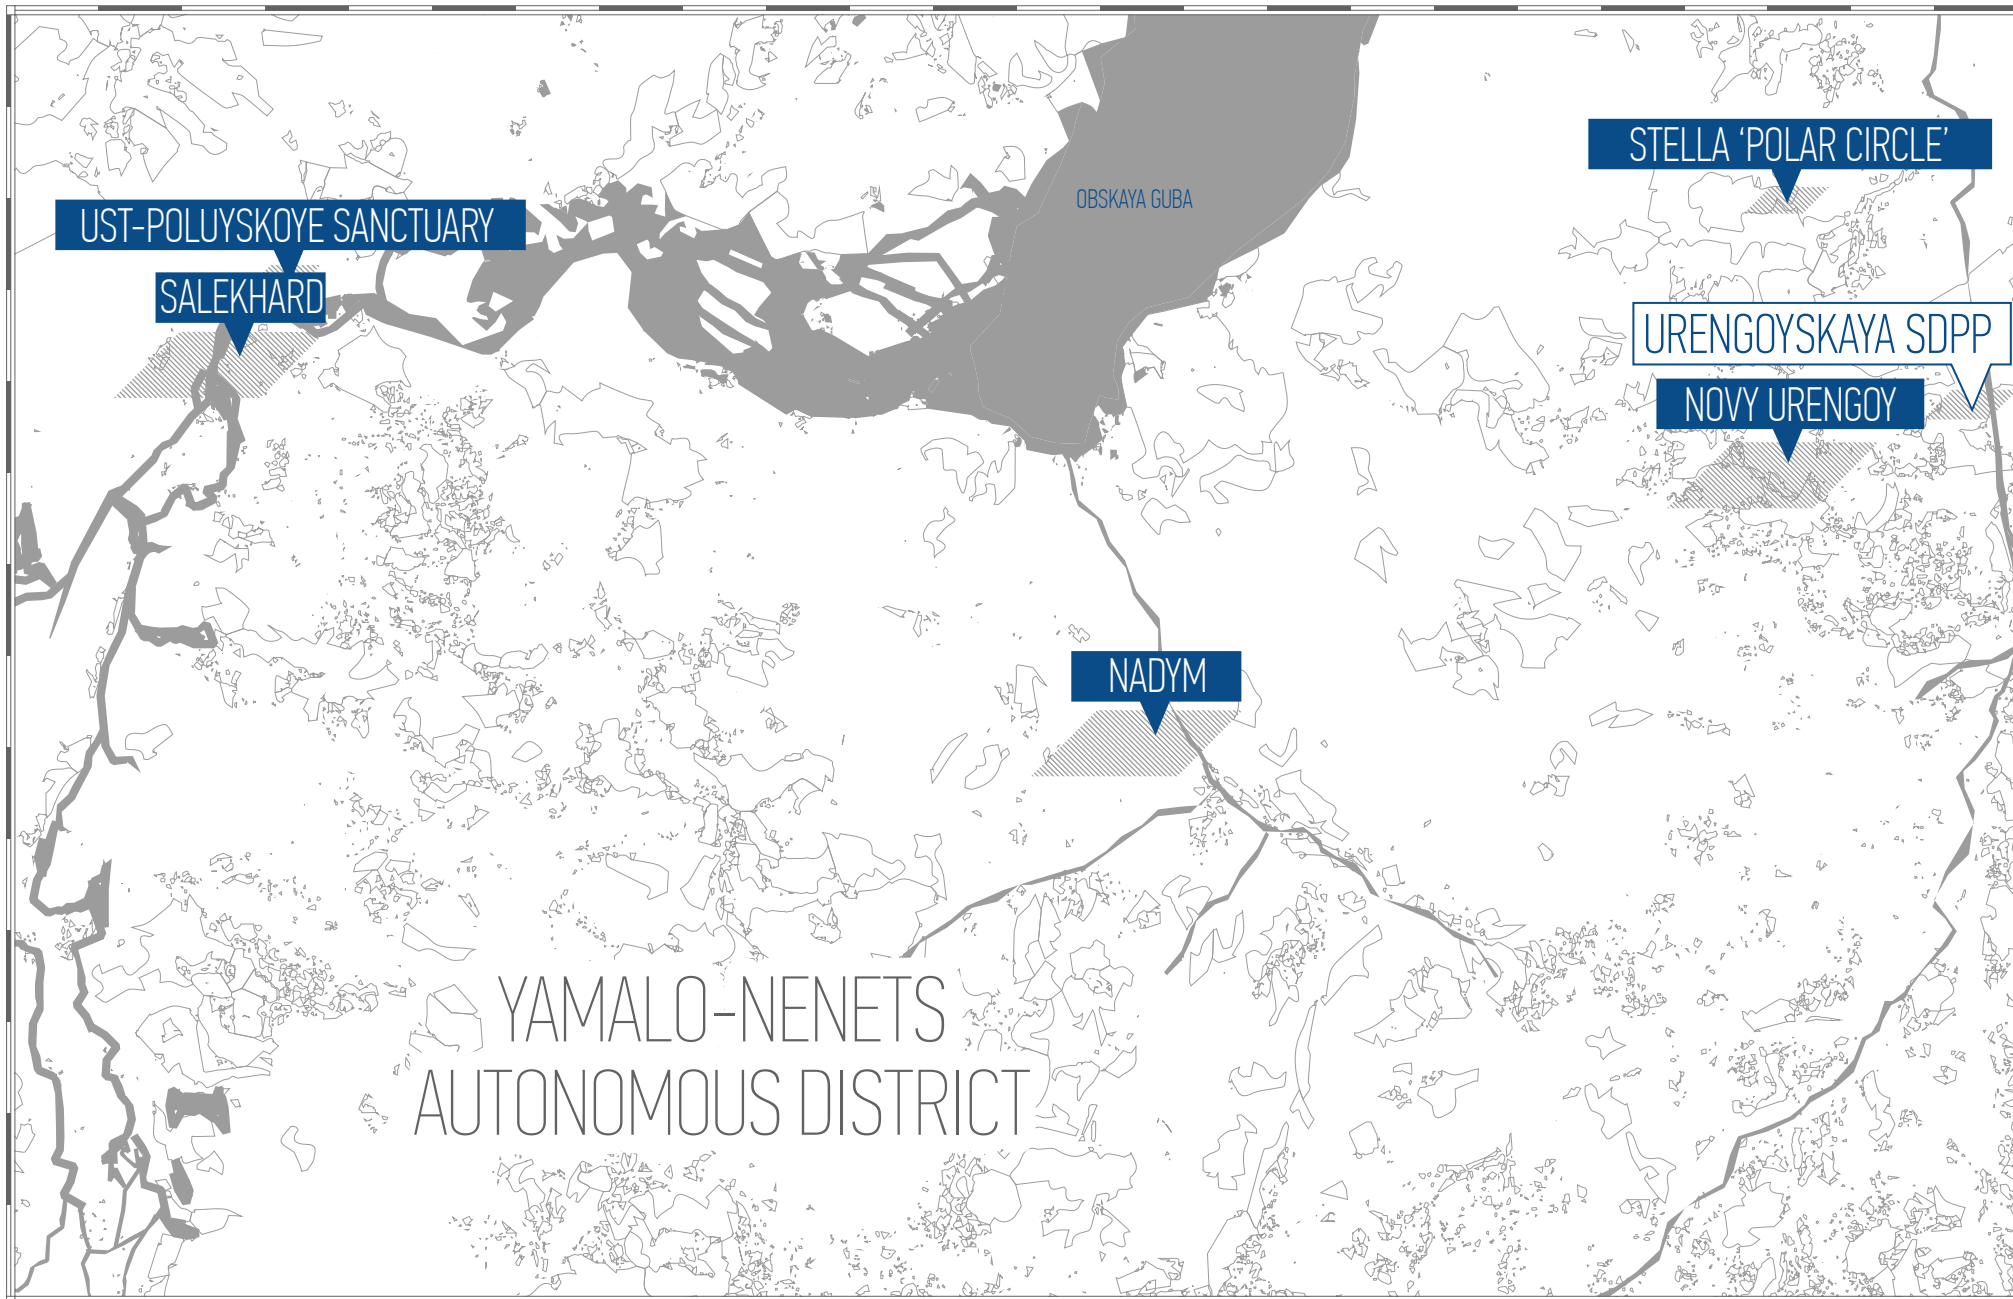 STELLA ‘POLAR CIRCLE’
OBSKAYA GUBA
UST-POLUYSKOYE SANCTUARY
SALEKHARD
URENGOYSKAYA SDPP
NOVY URENGOY
NADYM
YAMALO-NENETS
AUTONOMOUS DISTRICT